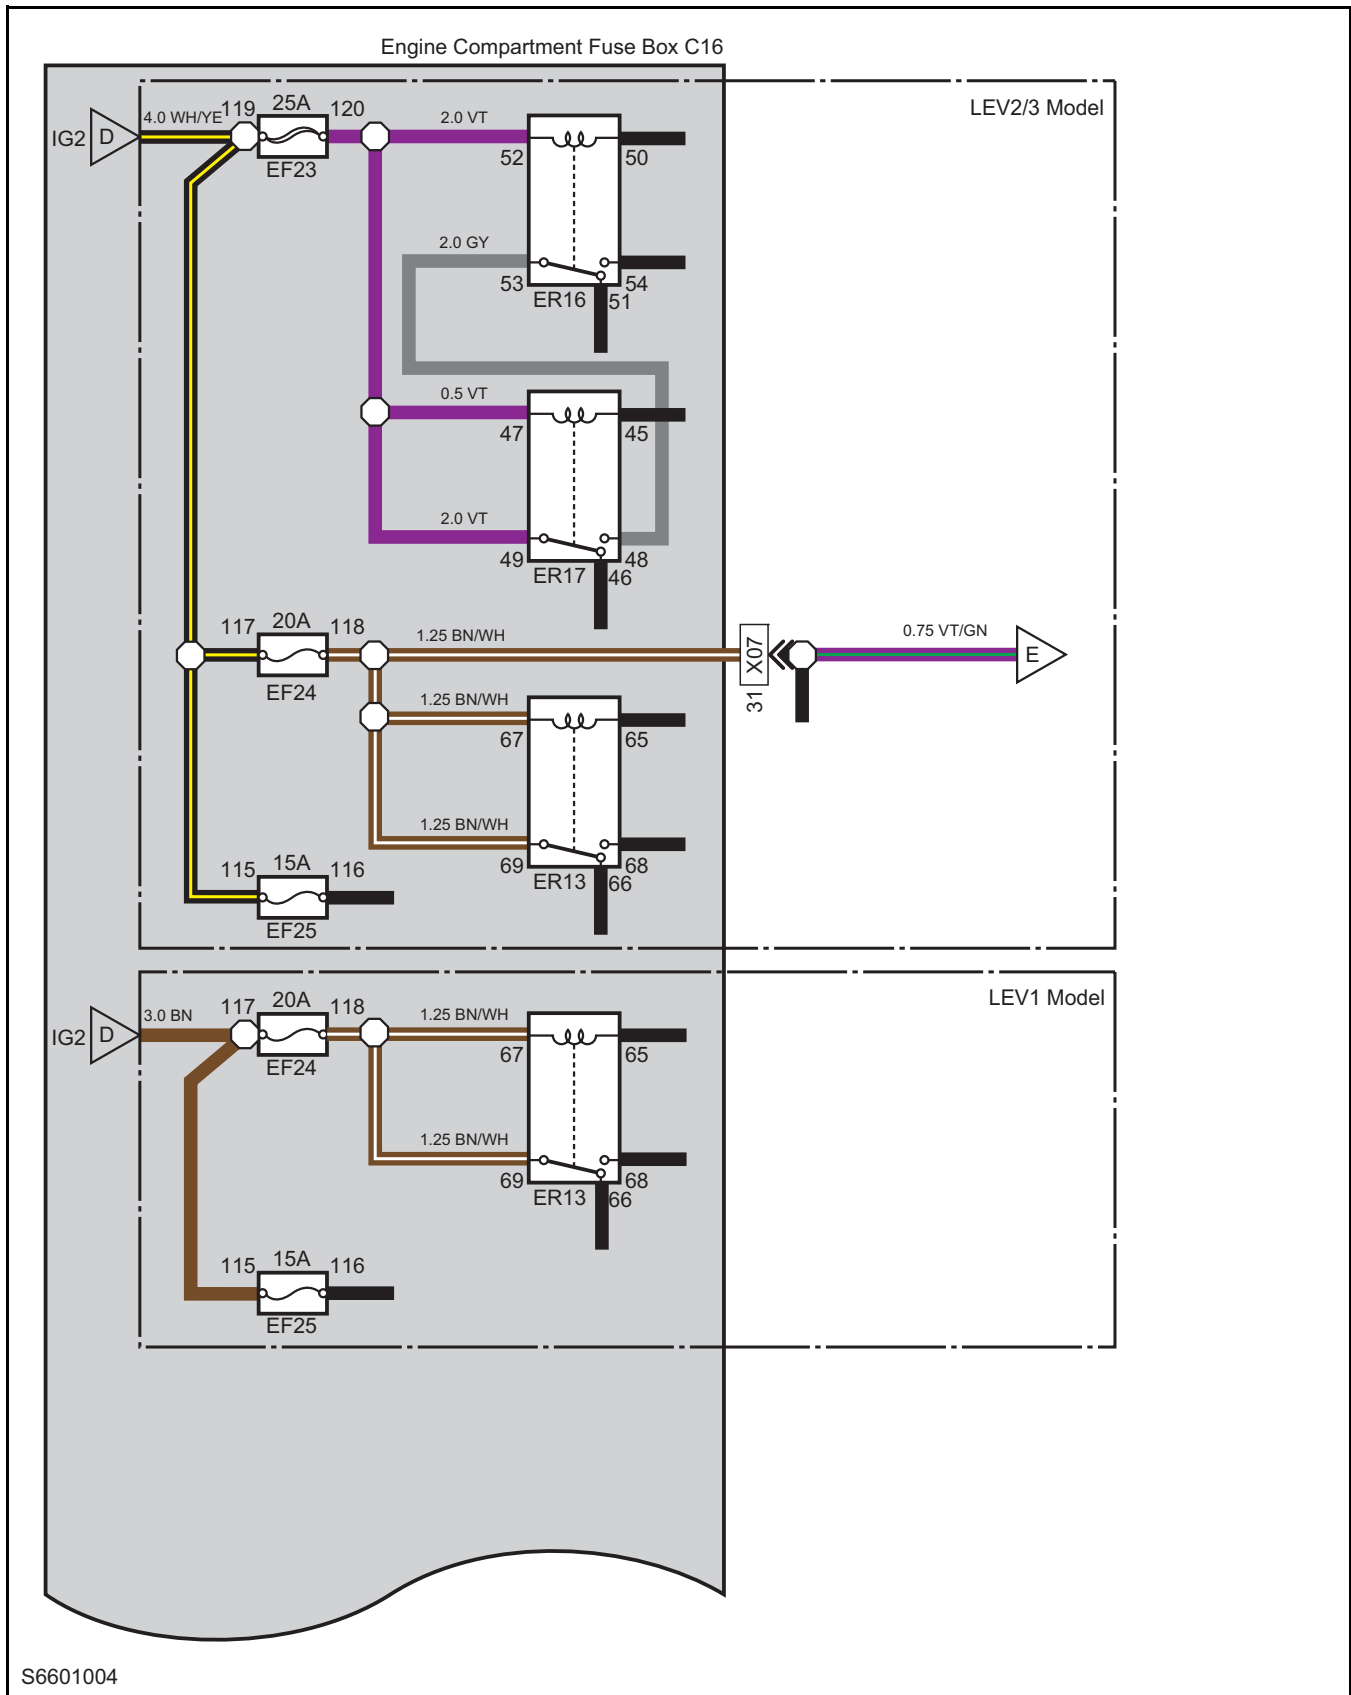 Engine Compartment Fuse Box C16
LEV2/3 Model
IG2
D
4.0 WH/YE
119
25A
120
EF23
2.0 VT
52
50
2.0 GY
53
54
ER16
51
0.5 VT
47
45
2.0 VT
49
48
ER17
46
117
20A
118
EF24
1.25 BN/WH
X07
31
0.75 VT/GN
E
1.25 BN/WH
67
65
1.25 BN/WH
69
68
ER13
66
115
15A
116
EF25
LEV1 Model
IG2
D
3.0 BN
117
20A
118
EF24
1.25 BN/WH
67
65
1.25 BN/WH
69
68
ER13
66
115
15A
116
EF25
S6601004